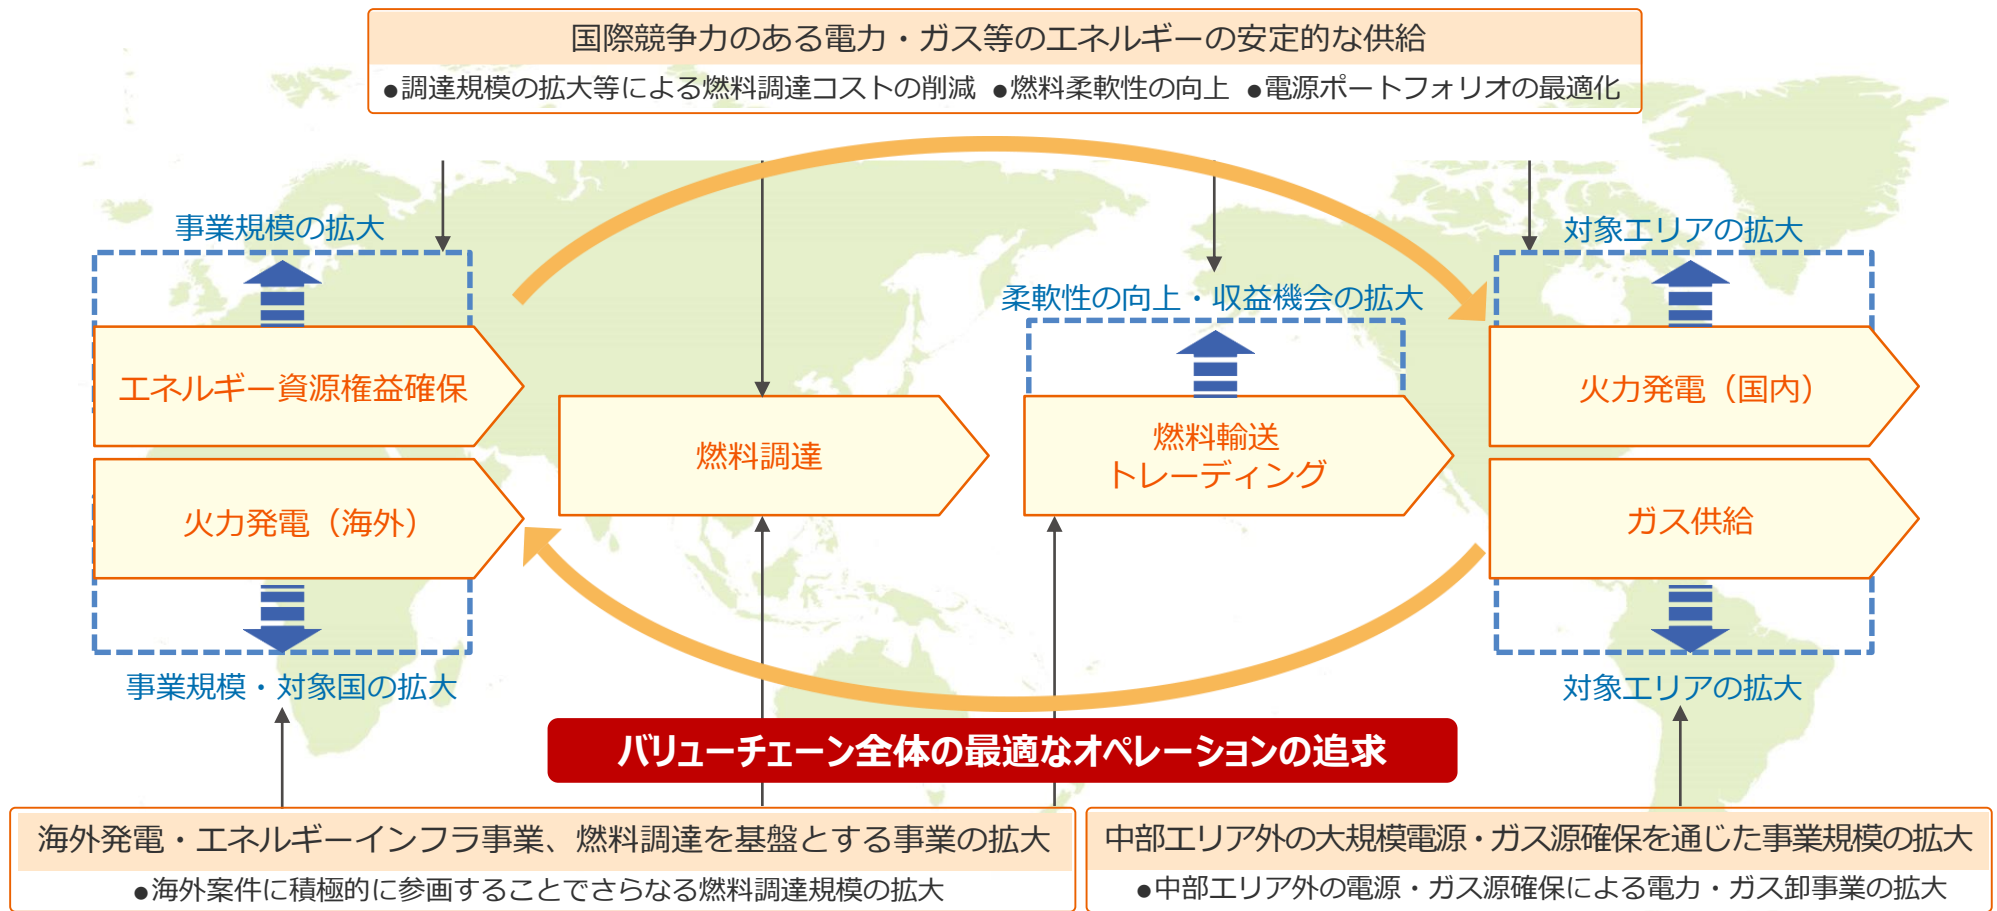 国際競争力のある電力・ガス等のエネルギーの安定的な供給
●調達規模の拡大等による燃料調達コストの削減 ●燃料柔軟性の向上 ●電源ポートフォリオの最適化
事業規模の拡大
対象エリアの拡大
柔軟性の向上・収益機会の拡大
エネルギー資源権益確保
火力発電（国内）
燃料調達
燃料輸送
トレーディング
火力発電（海外）
ガス供給
事業規模・対象国の拡大
対象エリアの拡大
バリューチェーン全体の最適なオペレーションの追求
海外発電・エネルギーインフラ事業、燃料調達を基盤とする事業の拡大
●海外案件に積極的に参画することでさらなる燃料調達規模の拡大
中部エリア外の大規模電源・ガス源確保を通じた事業規模の拡大
●中部エリア外の電源・ガス源確保による電力・ガス卸事業の拡大